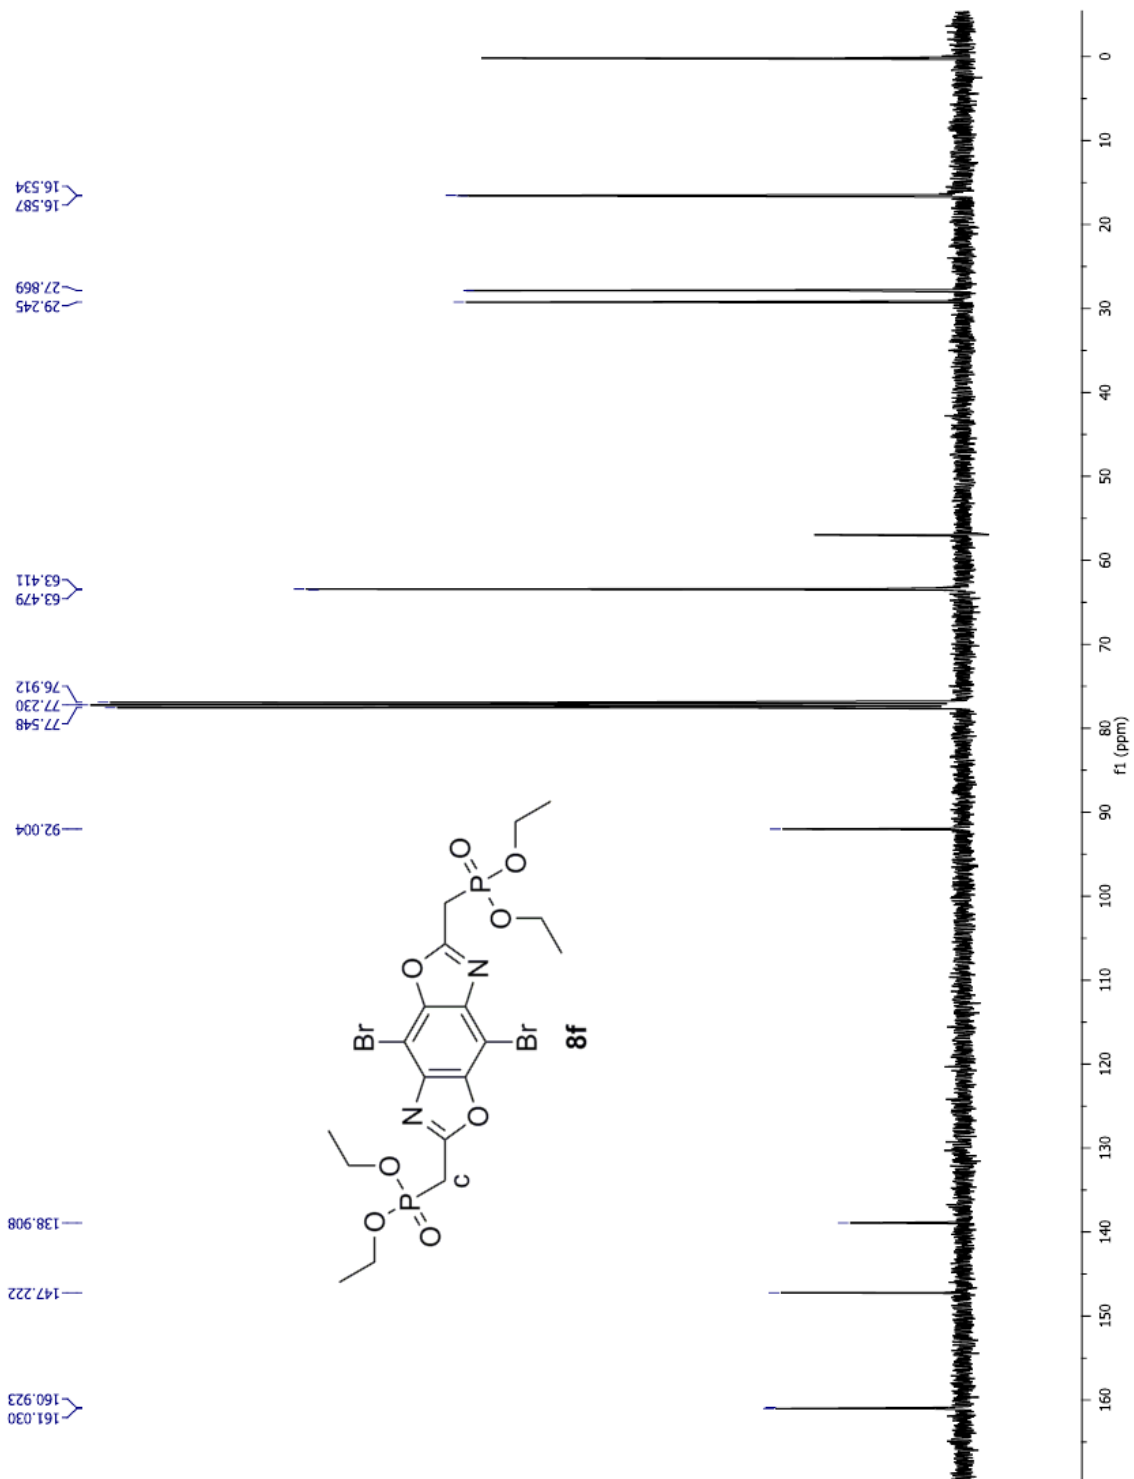 16.534
16.587
27.869
29.245
63.411
63.479
76.912
77.230
77.548
92.004
138.908
147.222
160.923
161.030
O
O
P
O
O
N
Br
Br
8f
N
O
O
P
O
O
c
0
10
20
30
40
50
60
70
80
90
100
110
120
130
140
150
160
f1 (ppm)